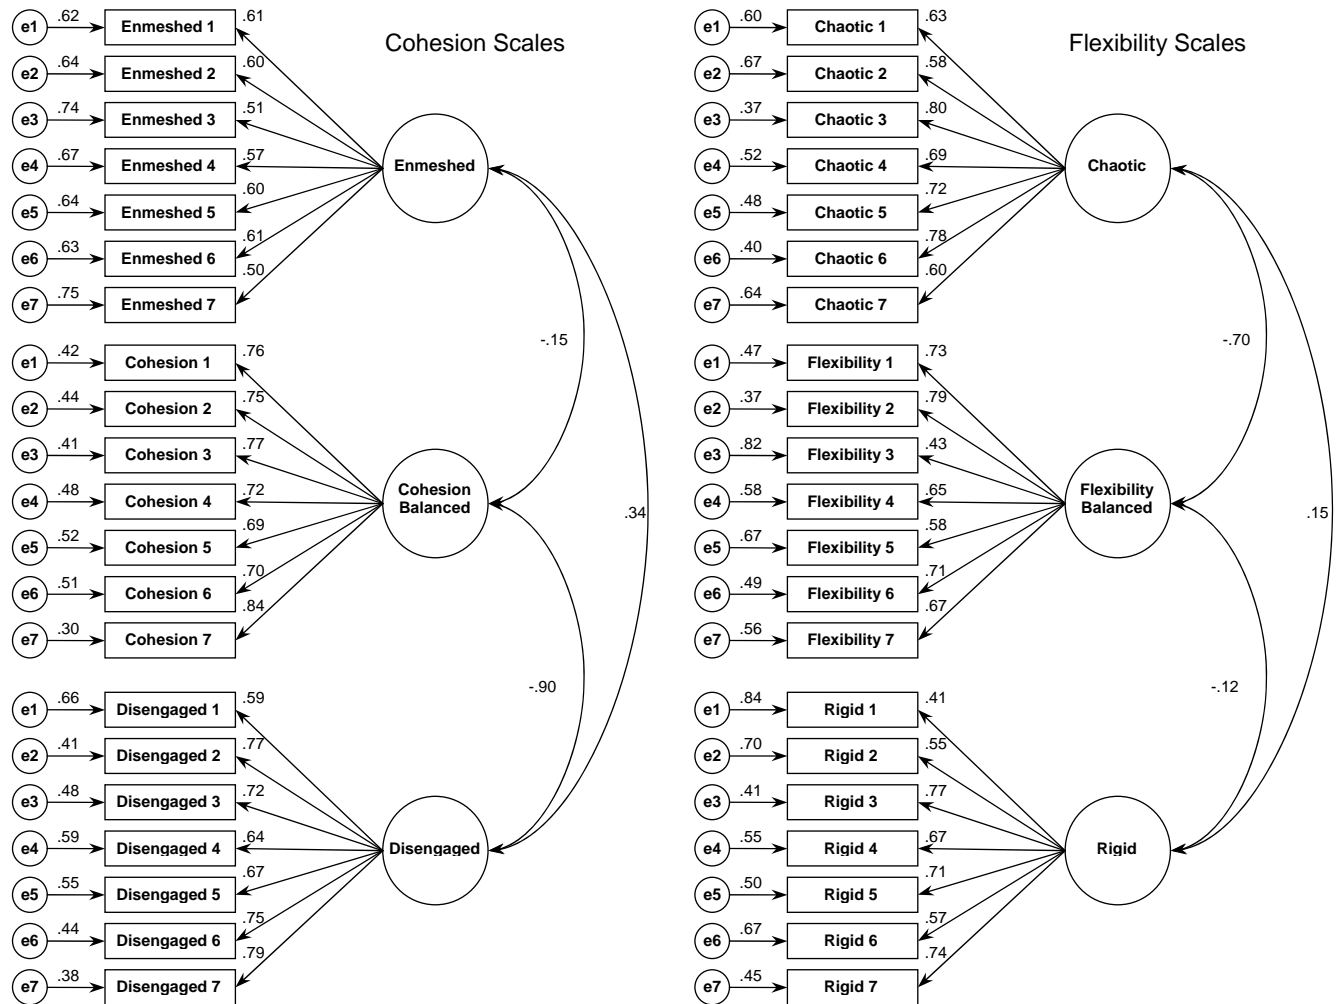 Cohesion Scales
e1 .62 Enmeshed 1 .61
e2 .64 Enmeshed 2 .60
e3 .74 Enmeshed 3 .51
e4 .67 Enmeshed 4 .57
e5 .64 Enmeshed 5 .60
e6 .63 Enmeshed 6 .61
e7 .75 Enmeshed 7 .50
Enmeshed
-.15
e1 .42 Cohesion 1 .76
e2 .44 Cohesion 2 .75
e3 .41 Cohesion 3 .77
e4 .48 Cohesion 4 .72
e5 .52 Cohesion 5 .69
e6 .51 Cohesion 6 .70
e7 .30 Cohesion 7 .84
Cohesion
Balanced
.34
-.90
e1 .66 Disengaged 1 .59
e2 .41 Disengaged 2 .77
e3 .48 Disengaged 3 .72
e4 .59 Disengaged 4 .64
e5 .55 Disengaged 5 .67
e6 .44 Disengaged 6 .75
e7 .38 Disengaged 7 .79
Disengaged
Flexibility Scales
e1 .60 Chaotic 1 .63
e2 .67 Chaotic 2 .58
e3 .37 Chaotic 3 .80
e4 .52 Chaotic 4 .69
e5 .48 Chaotic 5 .72
e6 .40 Chaotic 6 .78
e7 .64 Chaotic 7 .60
Chaotic
-.70
e1 .47 Flexibility 1 .73
e2 .37 Flexibility 2 .79
e3 .82 Flexibility 3 .43
e4 .58 Flexibility 4 .65
e5 .67 Flexibility 5 .58
e6 .49 Flexibility 6 .71
e7 .56 Flexibility 7 .67
Flexibility
Balanced
.15
-.12
e1 .84 Rigid 1 .41
e2 .70 Rigid 2 .55
e3 .41 Rigid 3 .77
e4 .55 Rigid 4 .67
e5 .50 Rigid 5 .71
e6 .67 Rigid 6 .57
e7 .45 Rigid 7 .74
Rigid